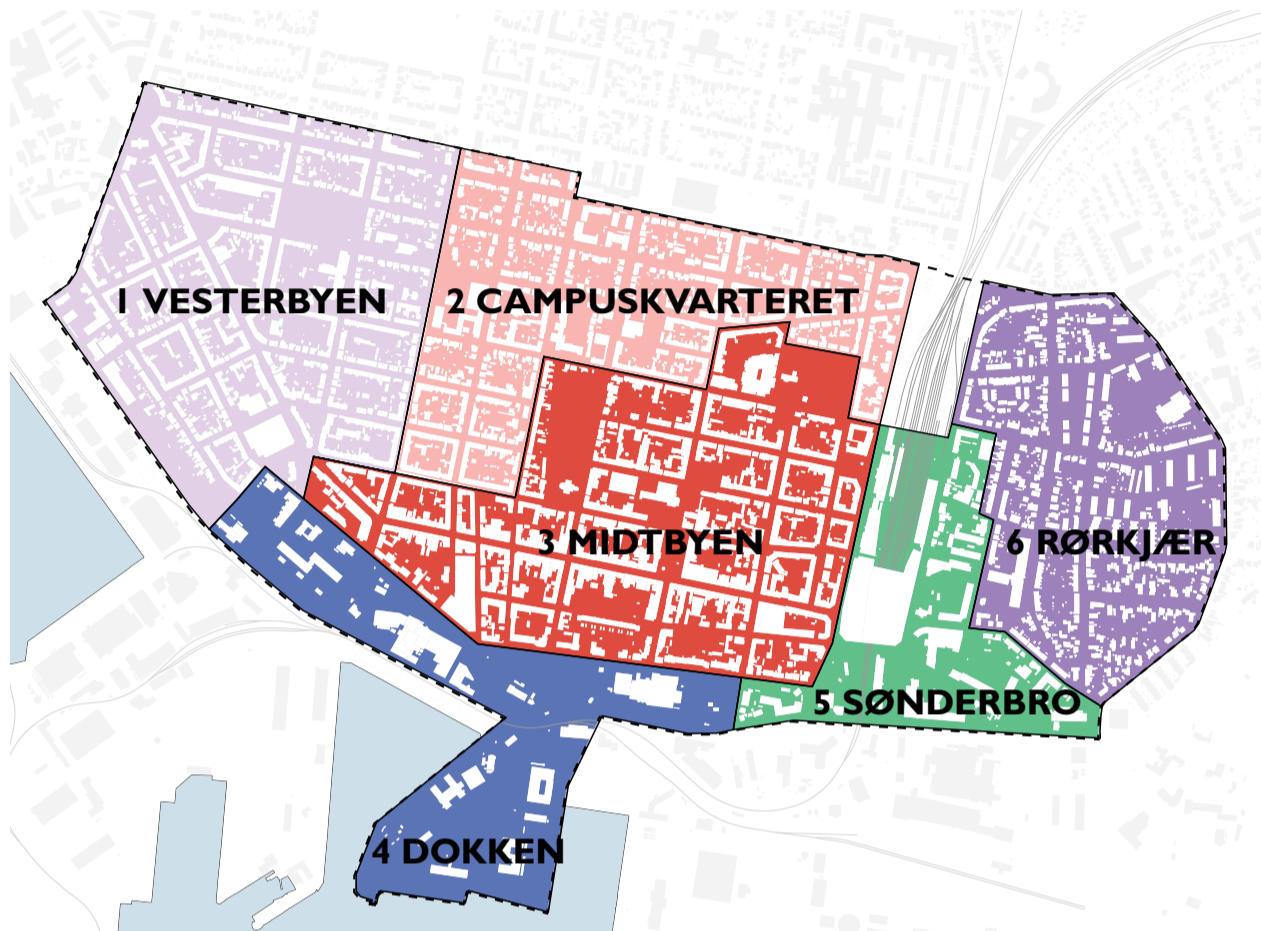 1 VESTERBYEN
2 CAMPUSKVARTERET
3 MIDTBYEN
6 RØRKJÆR
5 SØNDERBRO
4 DOKKEN